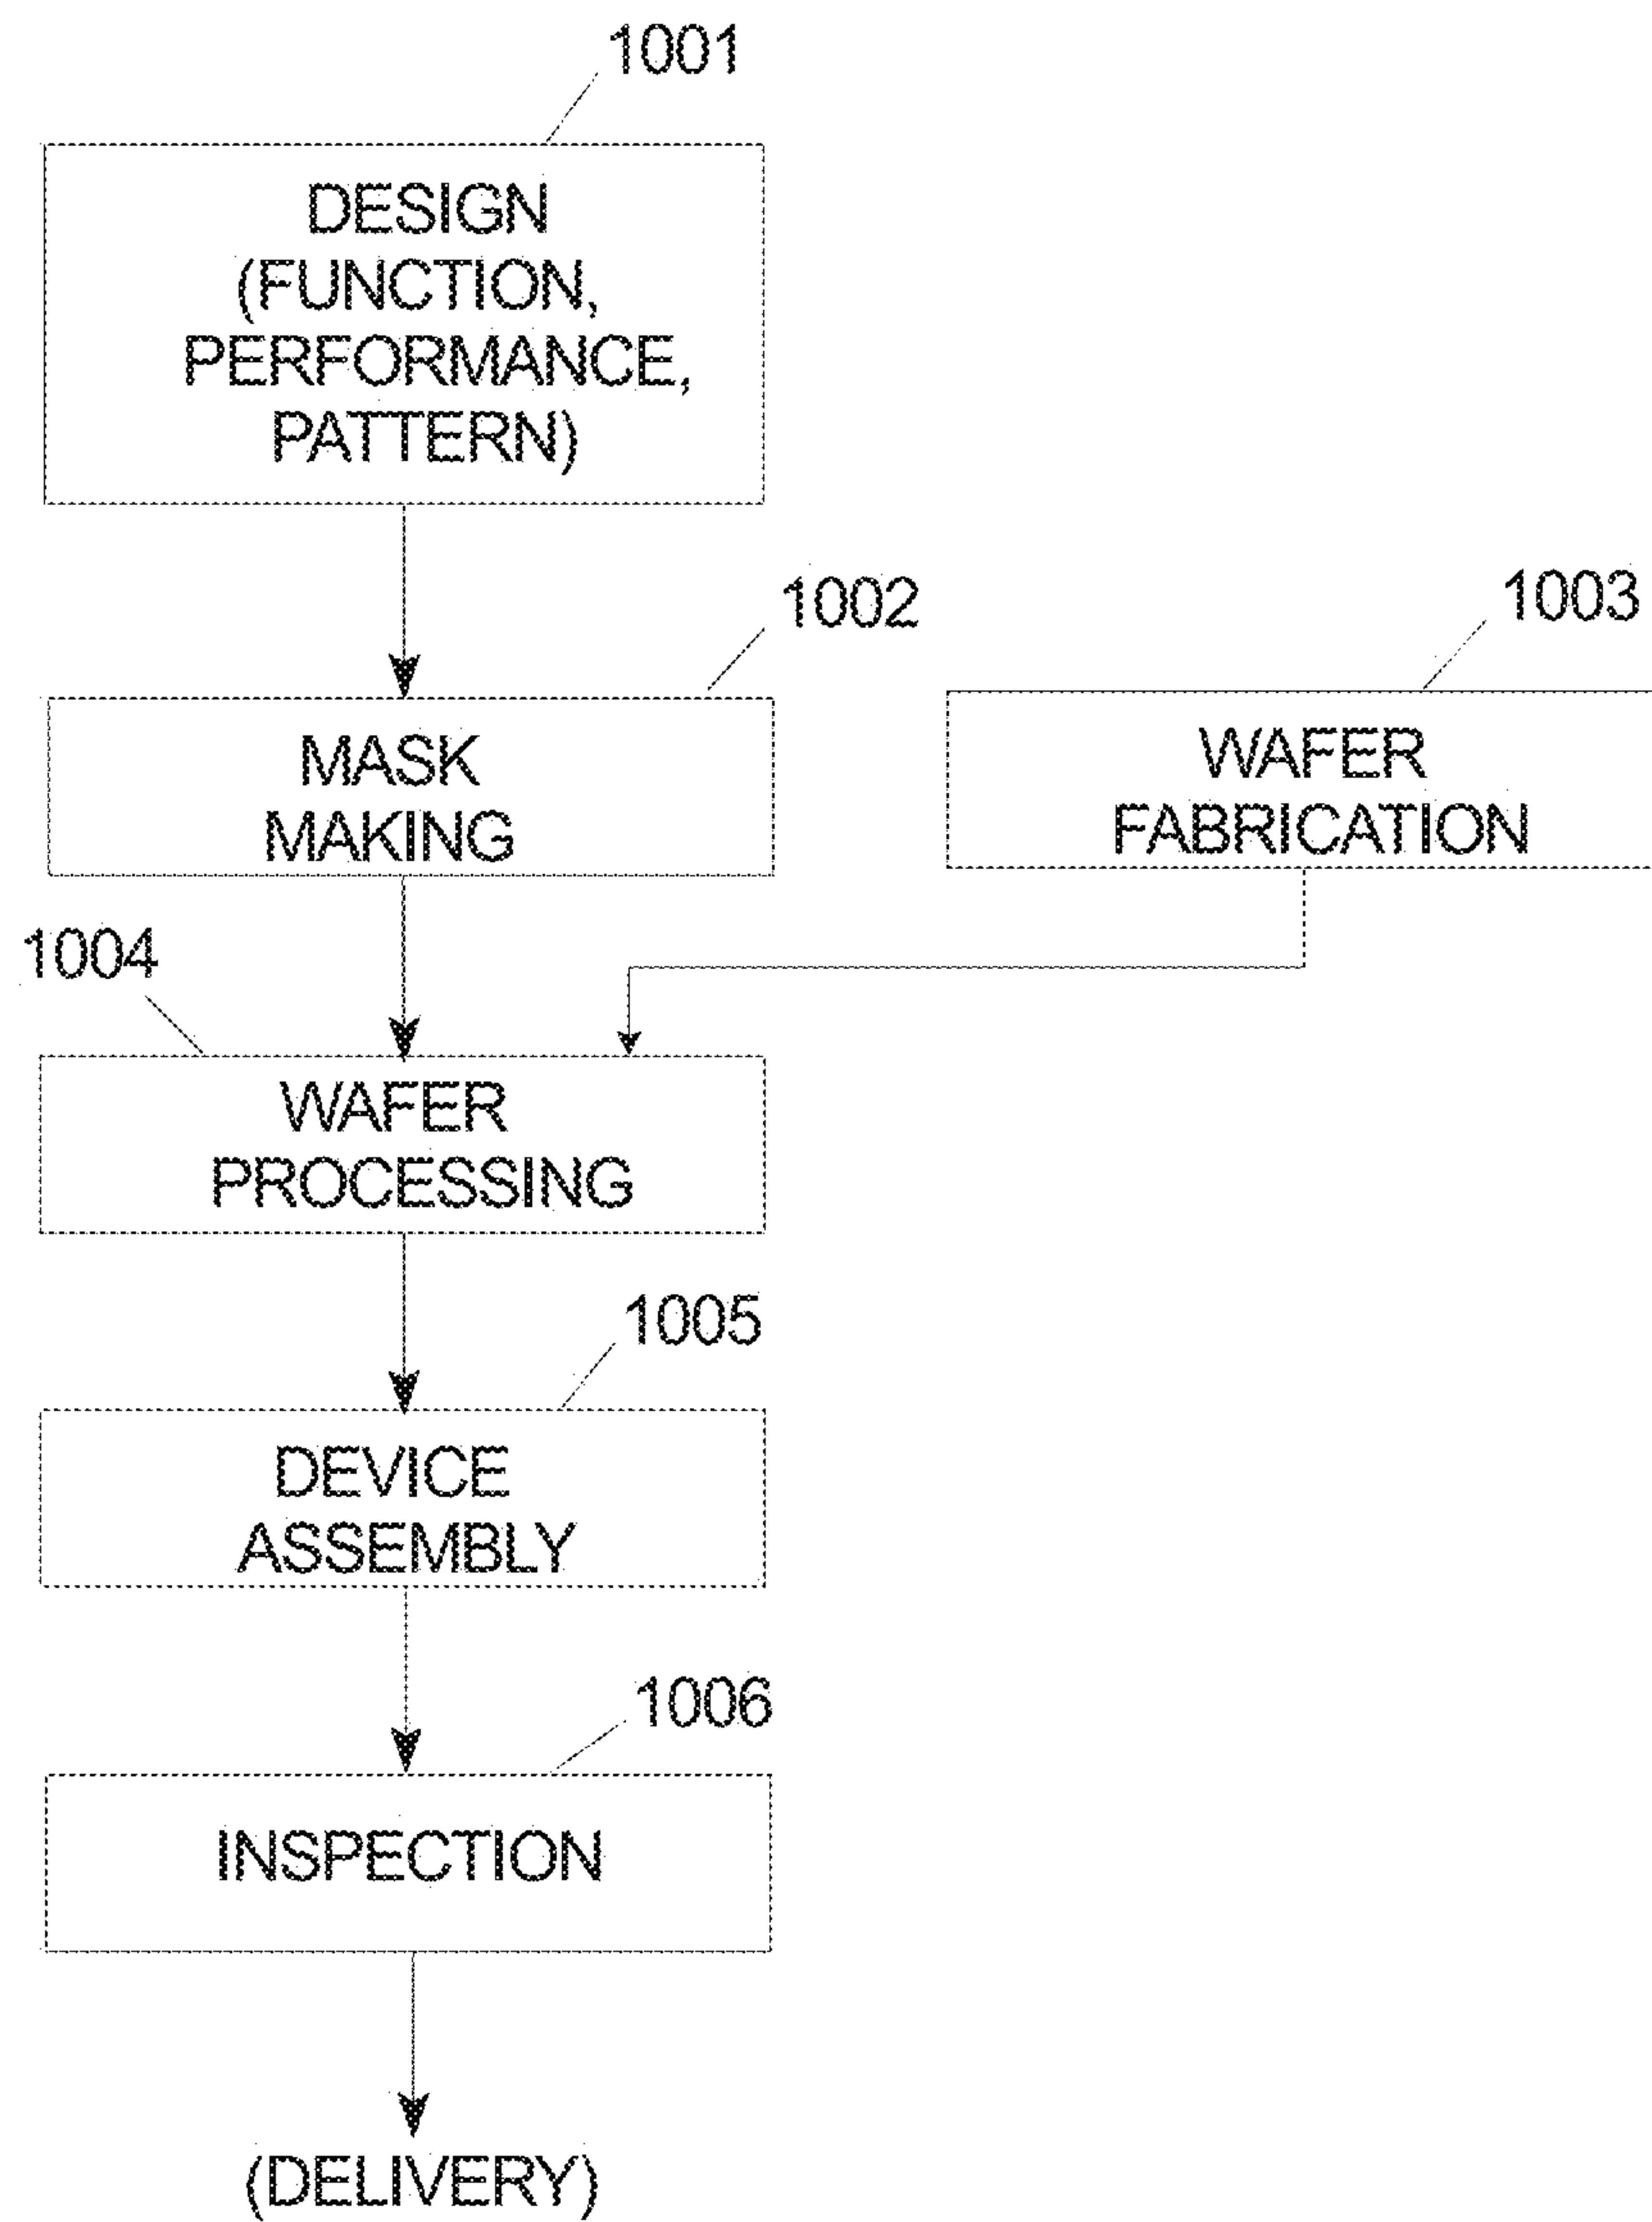 1001
DESIGN
(FUNCTION,
PERFORMANCE,
PATTERN)
1002
MASK
MAKING
1003
WAFER
FABRICATION
1004
WAFER
PROCESSING
1005
DEVICE
ASSEMBLY
1006
INSPECTION
(DELIVERY)